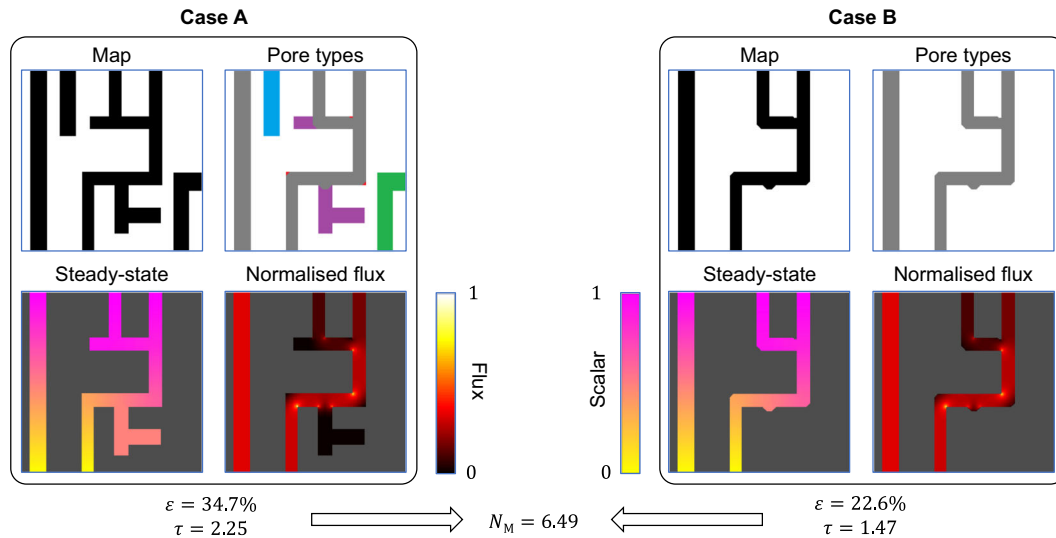 Case A
Case B
Map
Pore types
Map
Pore types
Steady-state
Normalised flux
Steady-state
Normalised flux
1
Flux
0
1
Scalar
0
ε = 34.7%
τ = 2.25
N_M = 6.49
ε = 22.6%
τ = 1.47